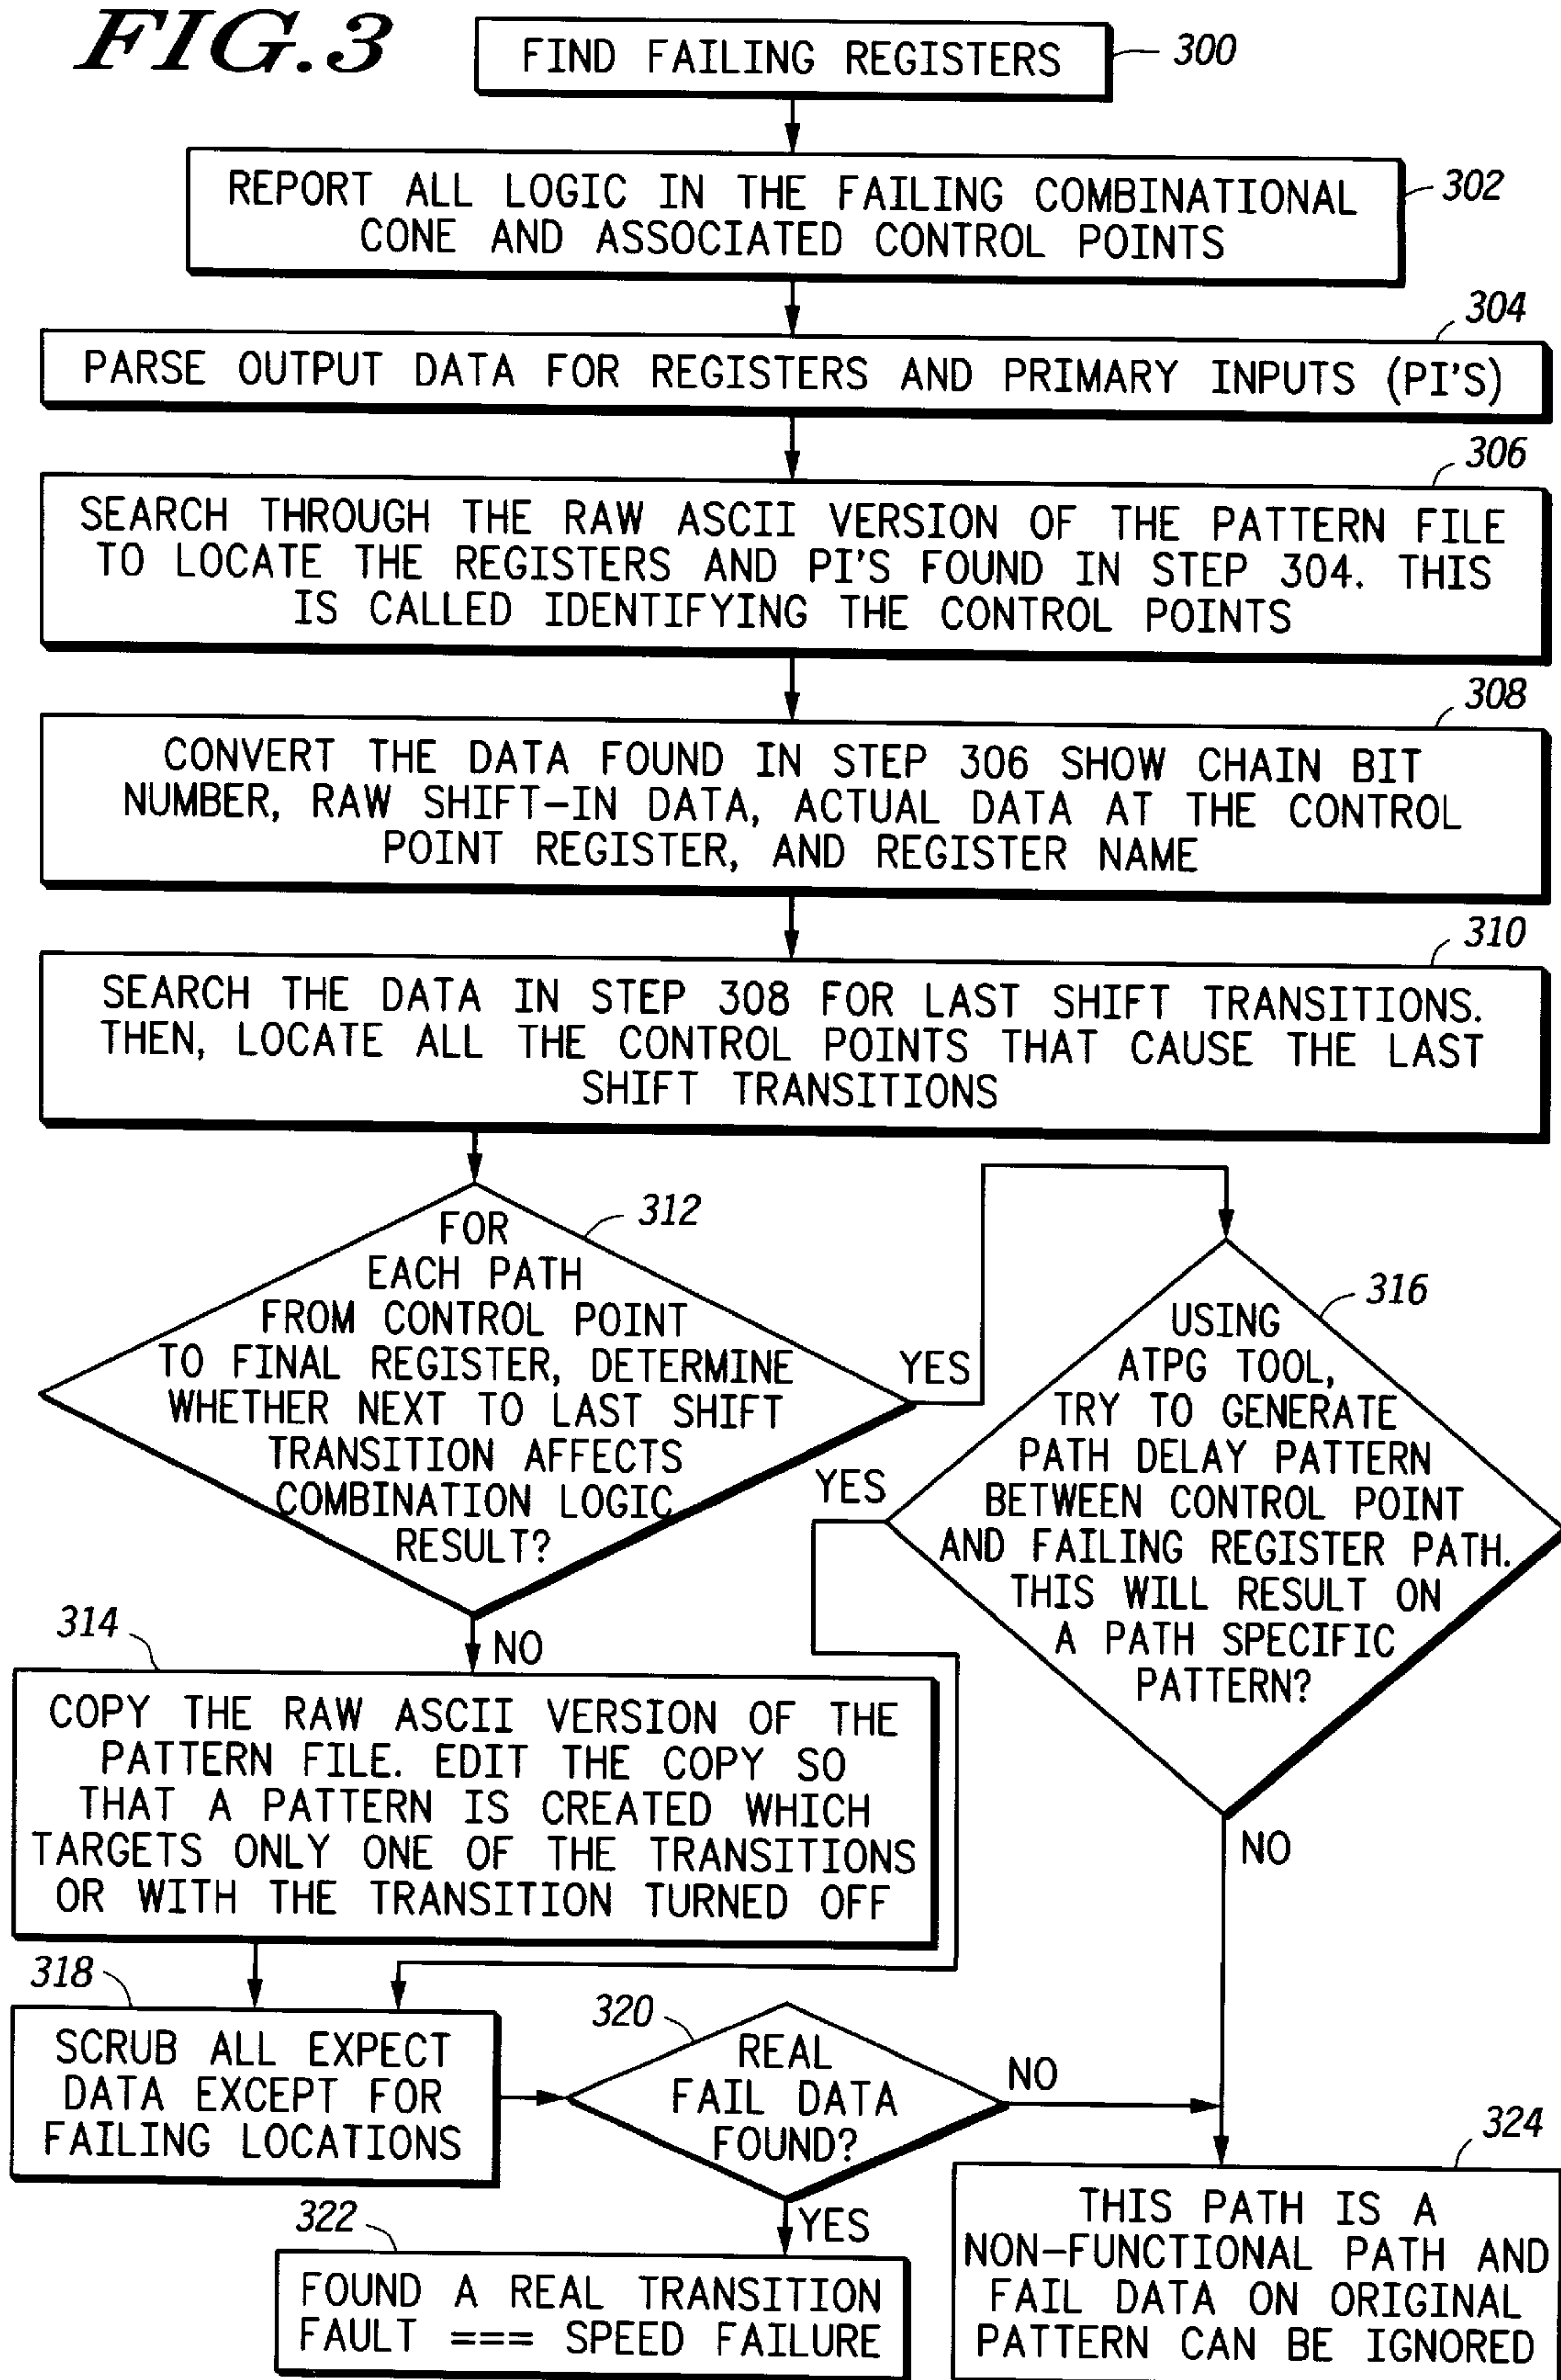 FIG.3
FIND FAILING REGISTERS
300
REPORT ALL LOGIC IN THE FAILING COMBINATIONAL
CONE AND ASSOCIATED CONTROL POINTS
302
304
PARSE OUTPUT DATA FOR REGISTERS AND PRIMARY INPUTS (PI'S)
306
SEARCH THROUGH THE RAW ASCII VERSION OF THE PATTERN FILE
TO LOCATE THE REGISTERS AND PI'S FOUND IN STEP 304. THIS
IS CALLED IDENTIFYING THE CONTROL POINTS
308
CONVERT THE DATA FOUND IN STEP 306 SHOW CHAIN BIT
NUMBER, RAW SHIFT-IN DATA, ACTUAL DATA AT THE CONTROL
POINT REGISTER, AND REGISTER NAME
310
SEARCH THE DATA IN STEP 308 FOR LAST SHIFT TRANSITIONS.
THEN, LOCATE ALL THE CONTROL POINTS THAT CAUSE THE LAST
SHIFT TRANSITIONS
312
FOR
EACH PATH
FROM CONTROL POINT
TO FINAL REGISTER, DETERMINE
WHETHER NEXT TO LAST SHIFT
TRANSITION AFFECTS
COMBINATION LOGIC
RESULT?
YES
NO
316
USING
ATPG TOOL,
TRY TO GENERATE
PATH DELAY PATTERN
BETWEEN CONTROL POINT
AND FAILING REGISTER PATH.
THIS WILL RESULT ON
A PATH SPECIFIC
PATTERN?
YES
NO
314
COPY THE RAW ASCII VERSION OF THE
PATTERN FILE. EDIT THE COPY SO
THAT A PATTERN IS CREATED WHICH
TARGETS ONLY ONE OF THE TRANSITIONS
OR WITH THE TRANSITION TURNED OFF
318
SCRUB ALL EXPECT
DATA EXCEPT FOR
FAILING LOCATIONS
320
REAL
FAIL DATA
FOUND?
NO
YES
322
FOUND A REAL TRANSITION
FAULT === SPEED FAILURE
324
THIS PATH IS A
NON-FUNCTIONAL PATH AND
FAIL DATA ON ORIGINAL
PATTERN CAN BE IGNORED